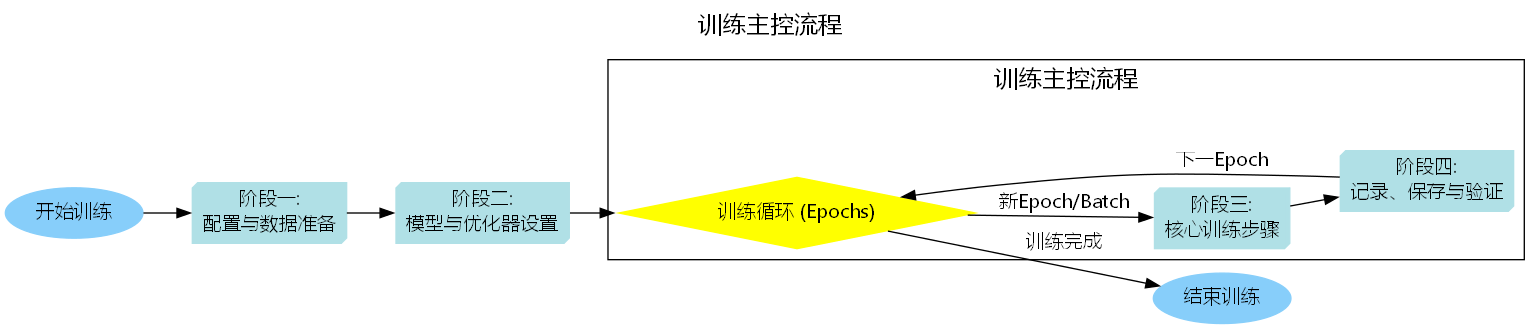 训练主控流程
训练主控流程
开始训练
阶段一:
配置与数据准备
阶段二:
模型与优化器设置
训练循环 (Epochs)
下一Epoch
新Epoch/Batch
训练完成
阶段三:
核心训练步骤
阶段四:
记录、保存与验证
结束训练